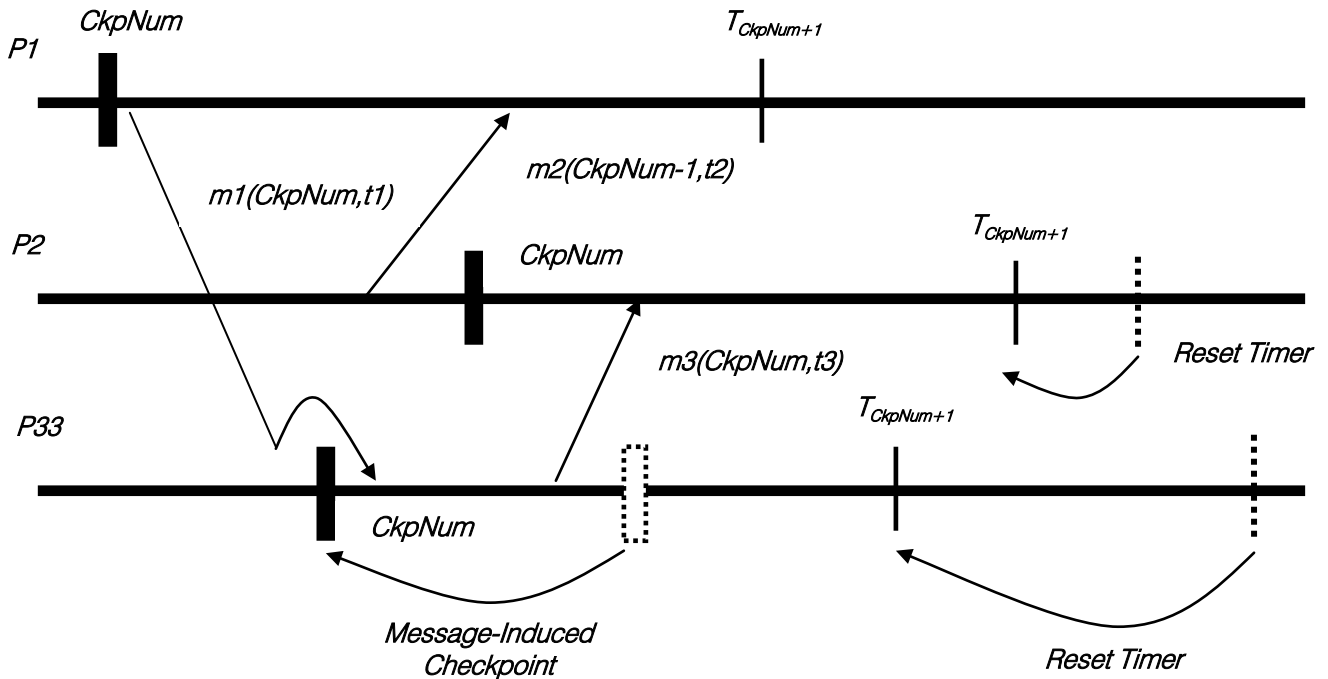 CkpNum
T_CkpNum+1
P1
m2(CkpNum-1,t2)
m1(CkpNum,t1)
T_CkpNum+1
P2
CkpNum
Reset Timer
m3(CkpNum,t3)
T_CkpNum+1
P33
CkpNum
Message-Induced
Checkpoint
Reset Timer